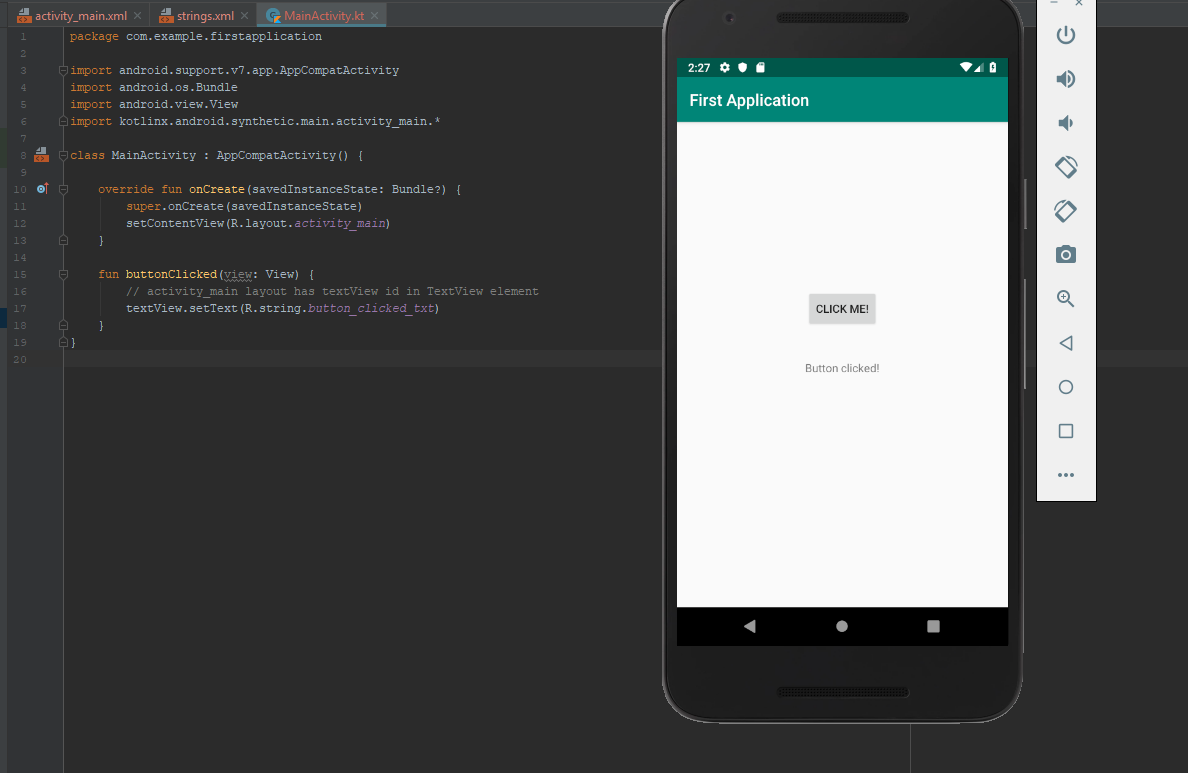 activity_main.xml strings.xml MainActivity.kt
1 package com.example.firstapplication
2
3 import android.support.v7.app.AppCompatActivity
4 import android.os.Bundle
5 import android.view.View
6 import kotlinx.android.synthetic.main.activity_main.*
7
8 class MainActivity : AppCompatActivity() {
9
10 override fun onCreate(savedInstanceState: Bundle?) {
11 super.onCreate(savedInstanceState)
12 setContentView(R.layout.activity_main)
13 }
14
15 fun buttonClicked(view: View) {
16 // activity_main layout has textView id in TextView element
17 textView.setText(R.string.button_clicked_txt)
18 }
19 }
20
2:27
First Application
CLICK ME!
Button clicked!